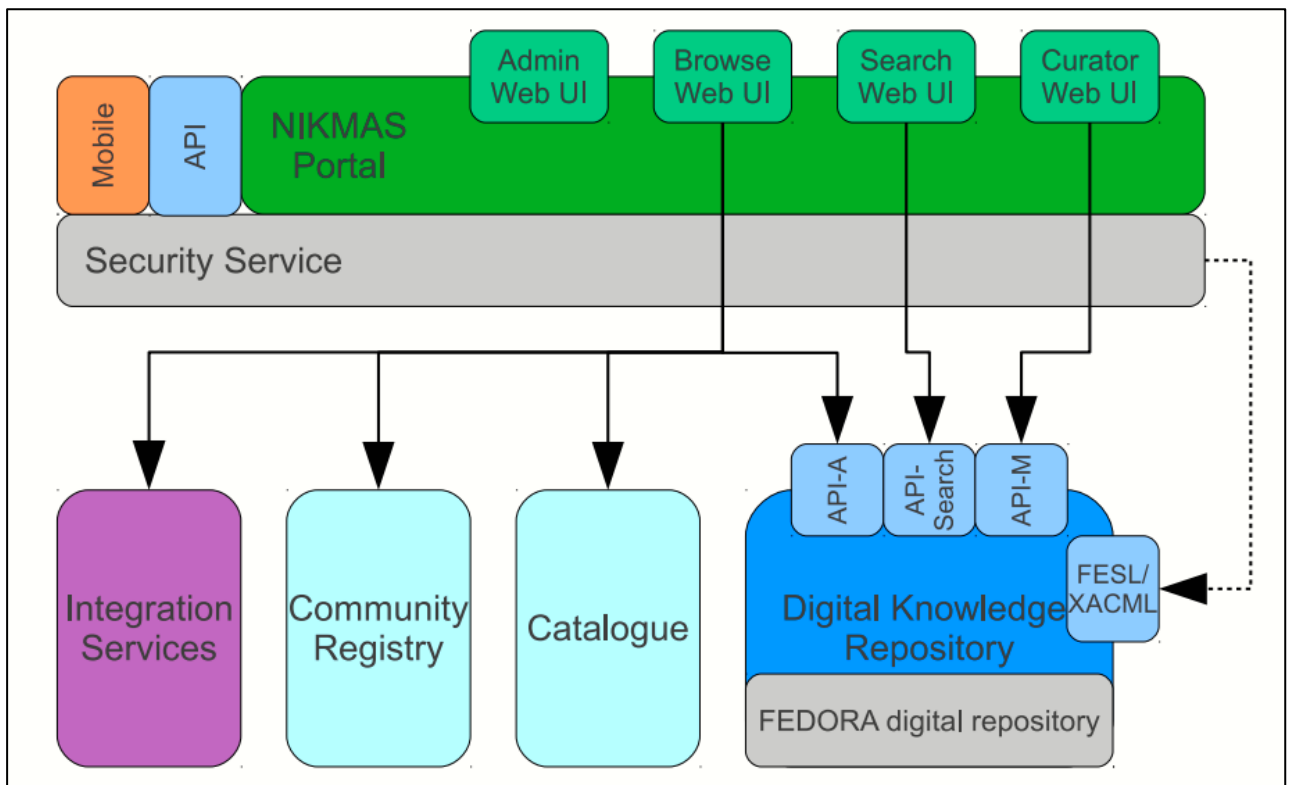 Admin
Web UI
Browse
Web UI
Search
Web UI
Curator
Web UI
Mobile
API
NIKMAS
Portal
Security Service
API-A
API-
Search
API-M
FESL/
XACML
Integration
Services
Community
Registry
Catalogue
Digital Knowledge
Repository
FEDORA digital repository